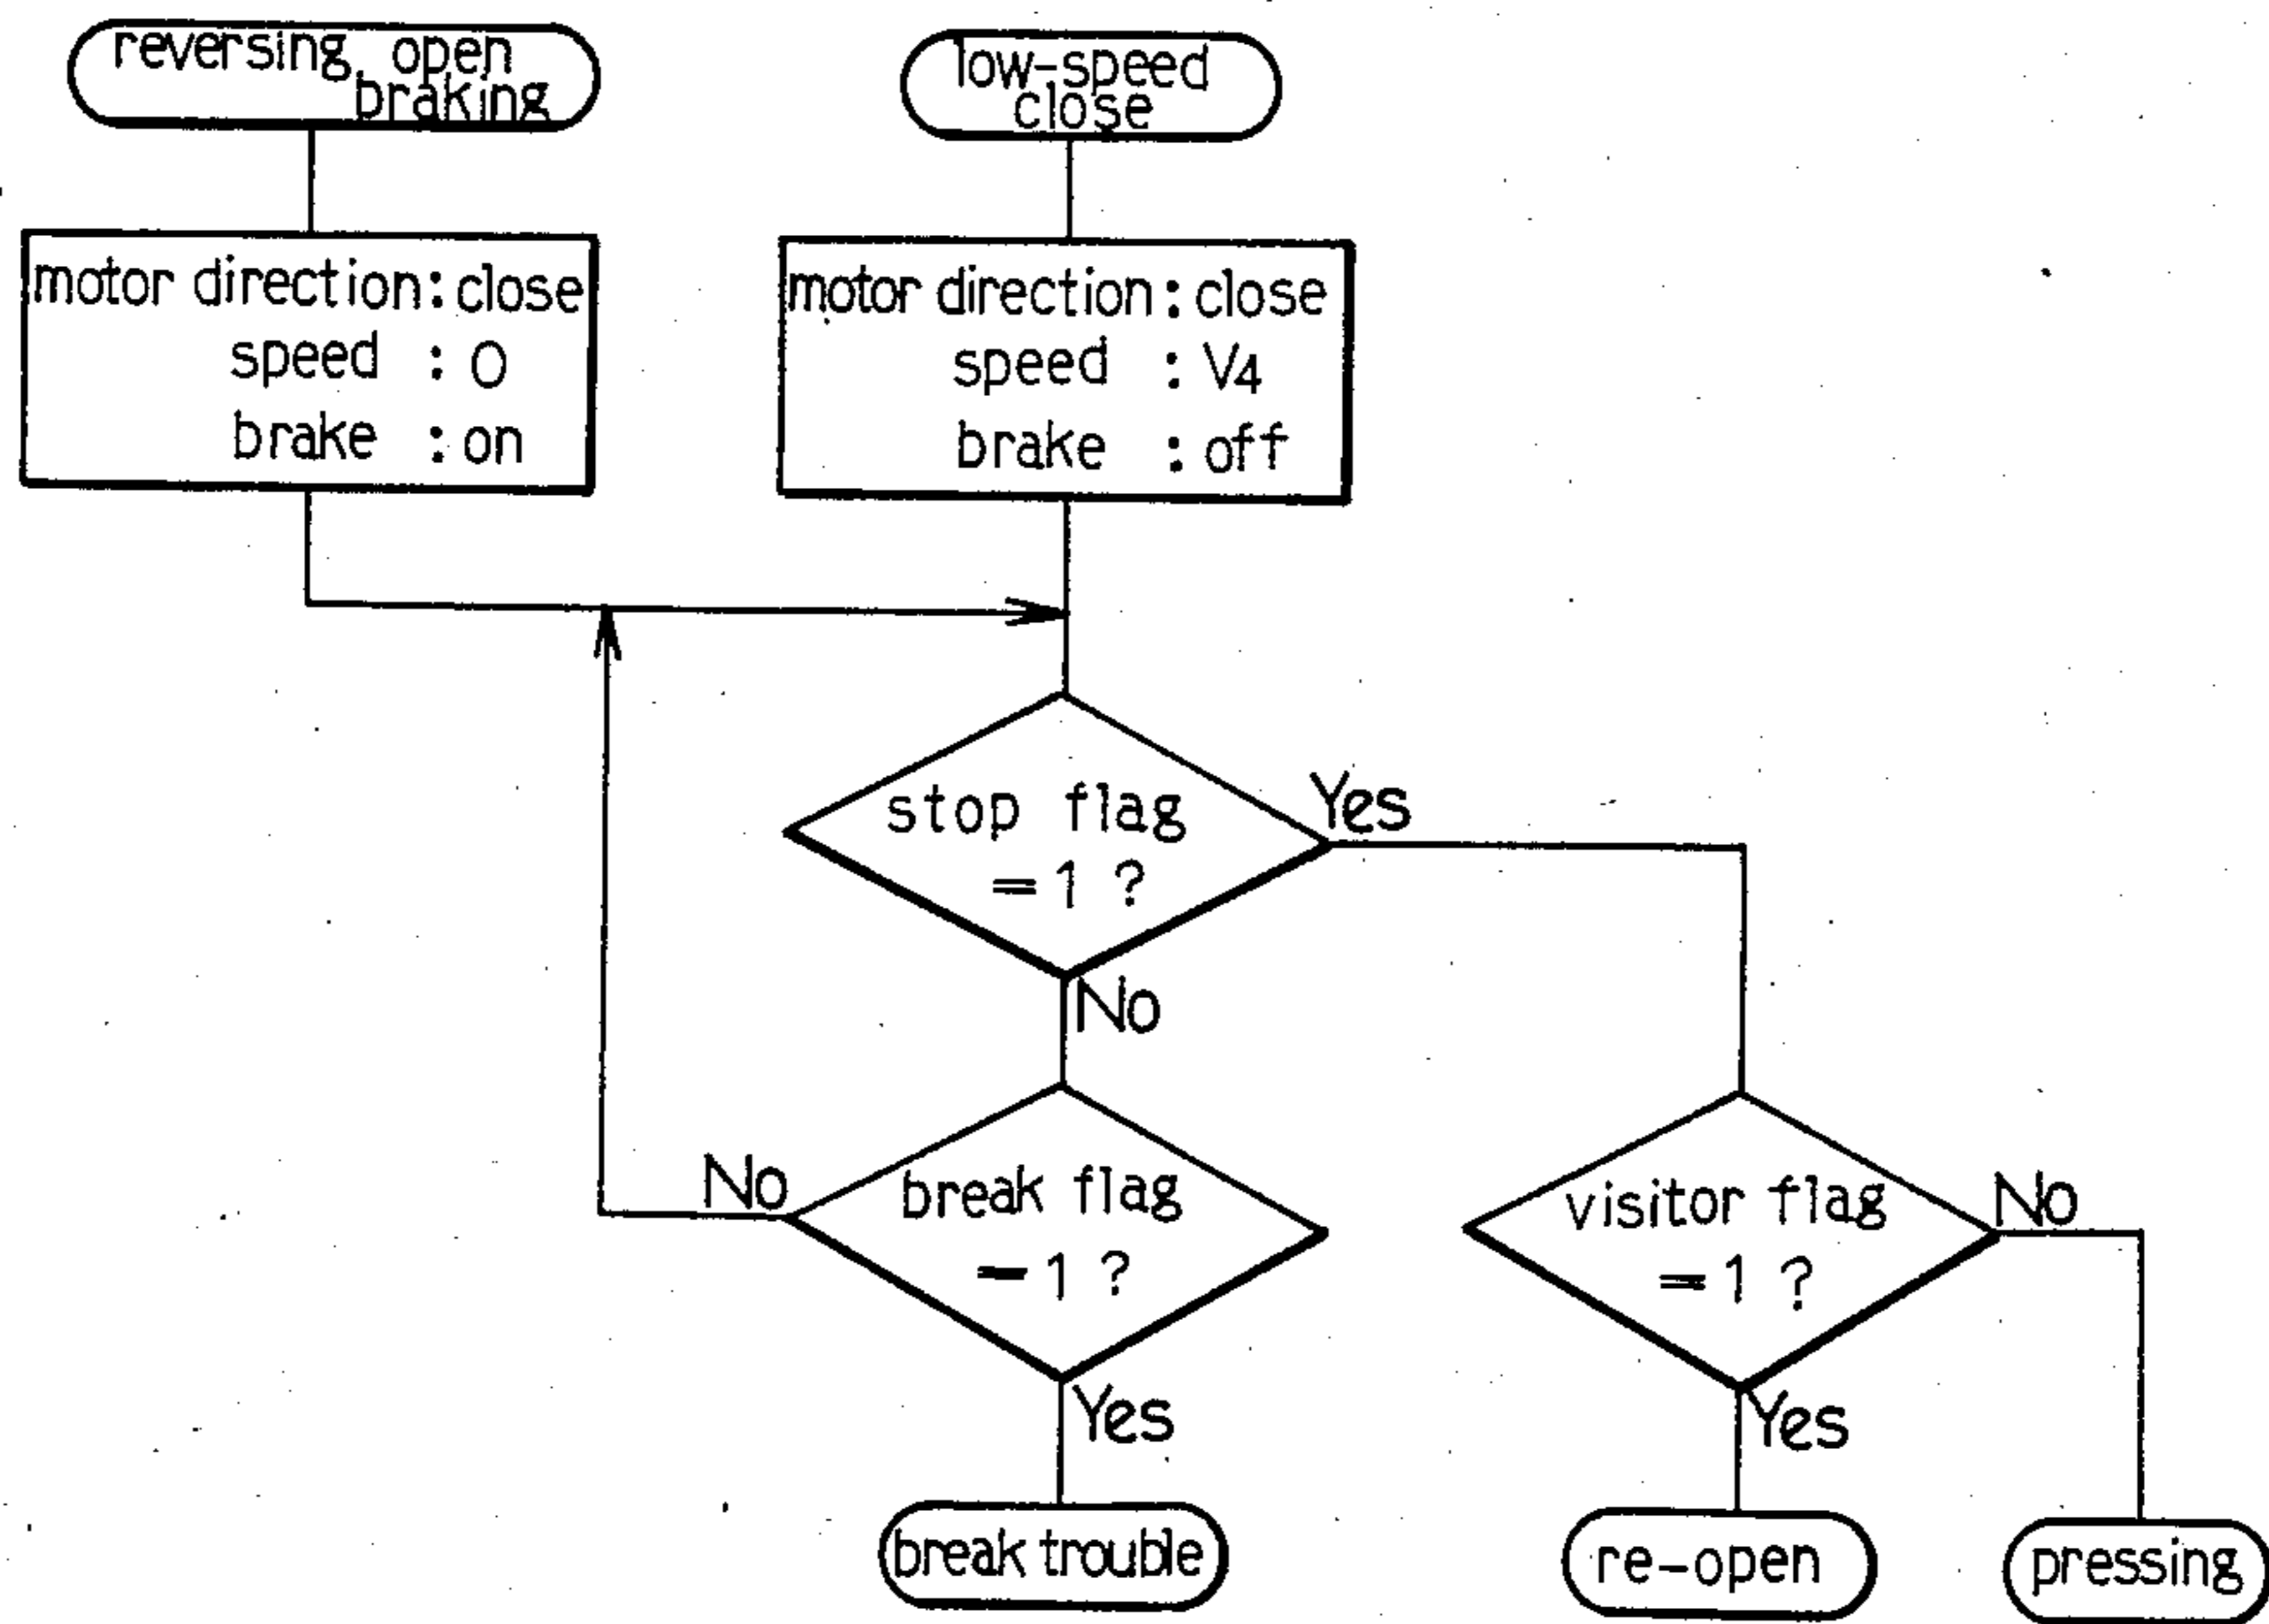 reversing open
braking
low-speed
close
motor direction: close
speed : 0
brake : on
motor direction: close
speed : V4
brake : off
stop flag
=1 ?
Yes
No
break flag
=1 ?
No
Yes
visitor flag
=1 ?
No
Yes
break trouble
re-open
pressing